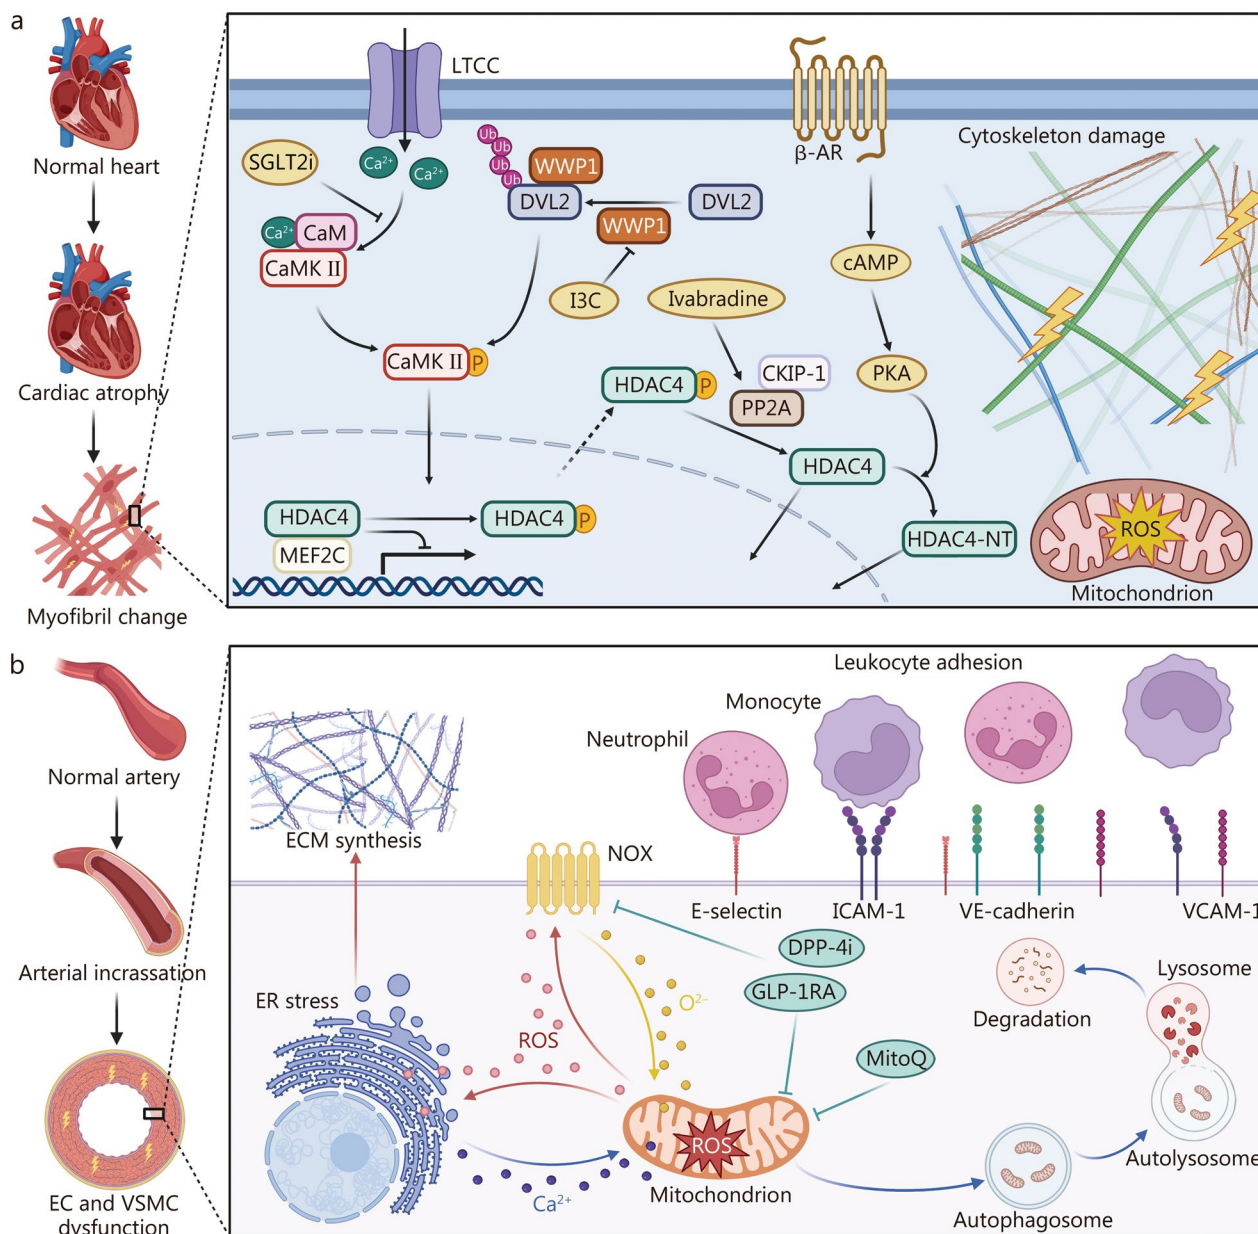 a
Normal heart
Cardiac atrophy
Myofibril change
LTCC
β-AR
Cytoskeleton damage
SGLT2i
Ca²⁺
Ca²⁺
Ub
Ub
Ub
Ub
WWP1
DVL2
DVL2
WWP1
Ca²⁺
CaM
CaMK II
I3C
Ivabradine
cAMP
CaMK II
P
HDAC4
P
CKIP-1
PP2A
PKA
HDAC4
HDAC4
MEF2C
HDAC4
P
HDAC4-NT
ROS
Mitochondrion
b
Normal artery
Arterial incrassation
EC and VSMC
dysfunction
Leukocyte adhesion
Monocyte
Neutrophil
ECM synthesis
NOX
E-selectin
ICAM-1
VE-cadherin
VCAM-1
DPP-4i
GLP-1RA
ER stress
O²⁻
ROS
MitoQ
Lysosome
Degradation
ROS
Mitochondrion
Ca²⁺
Autolysosome
Autophagosome